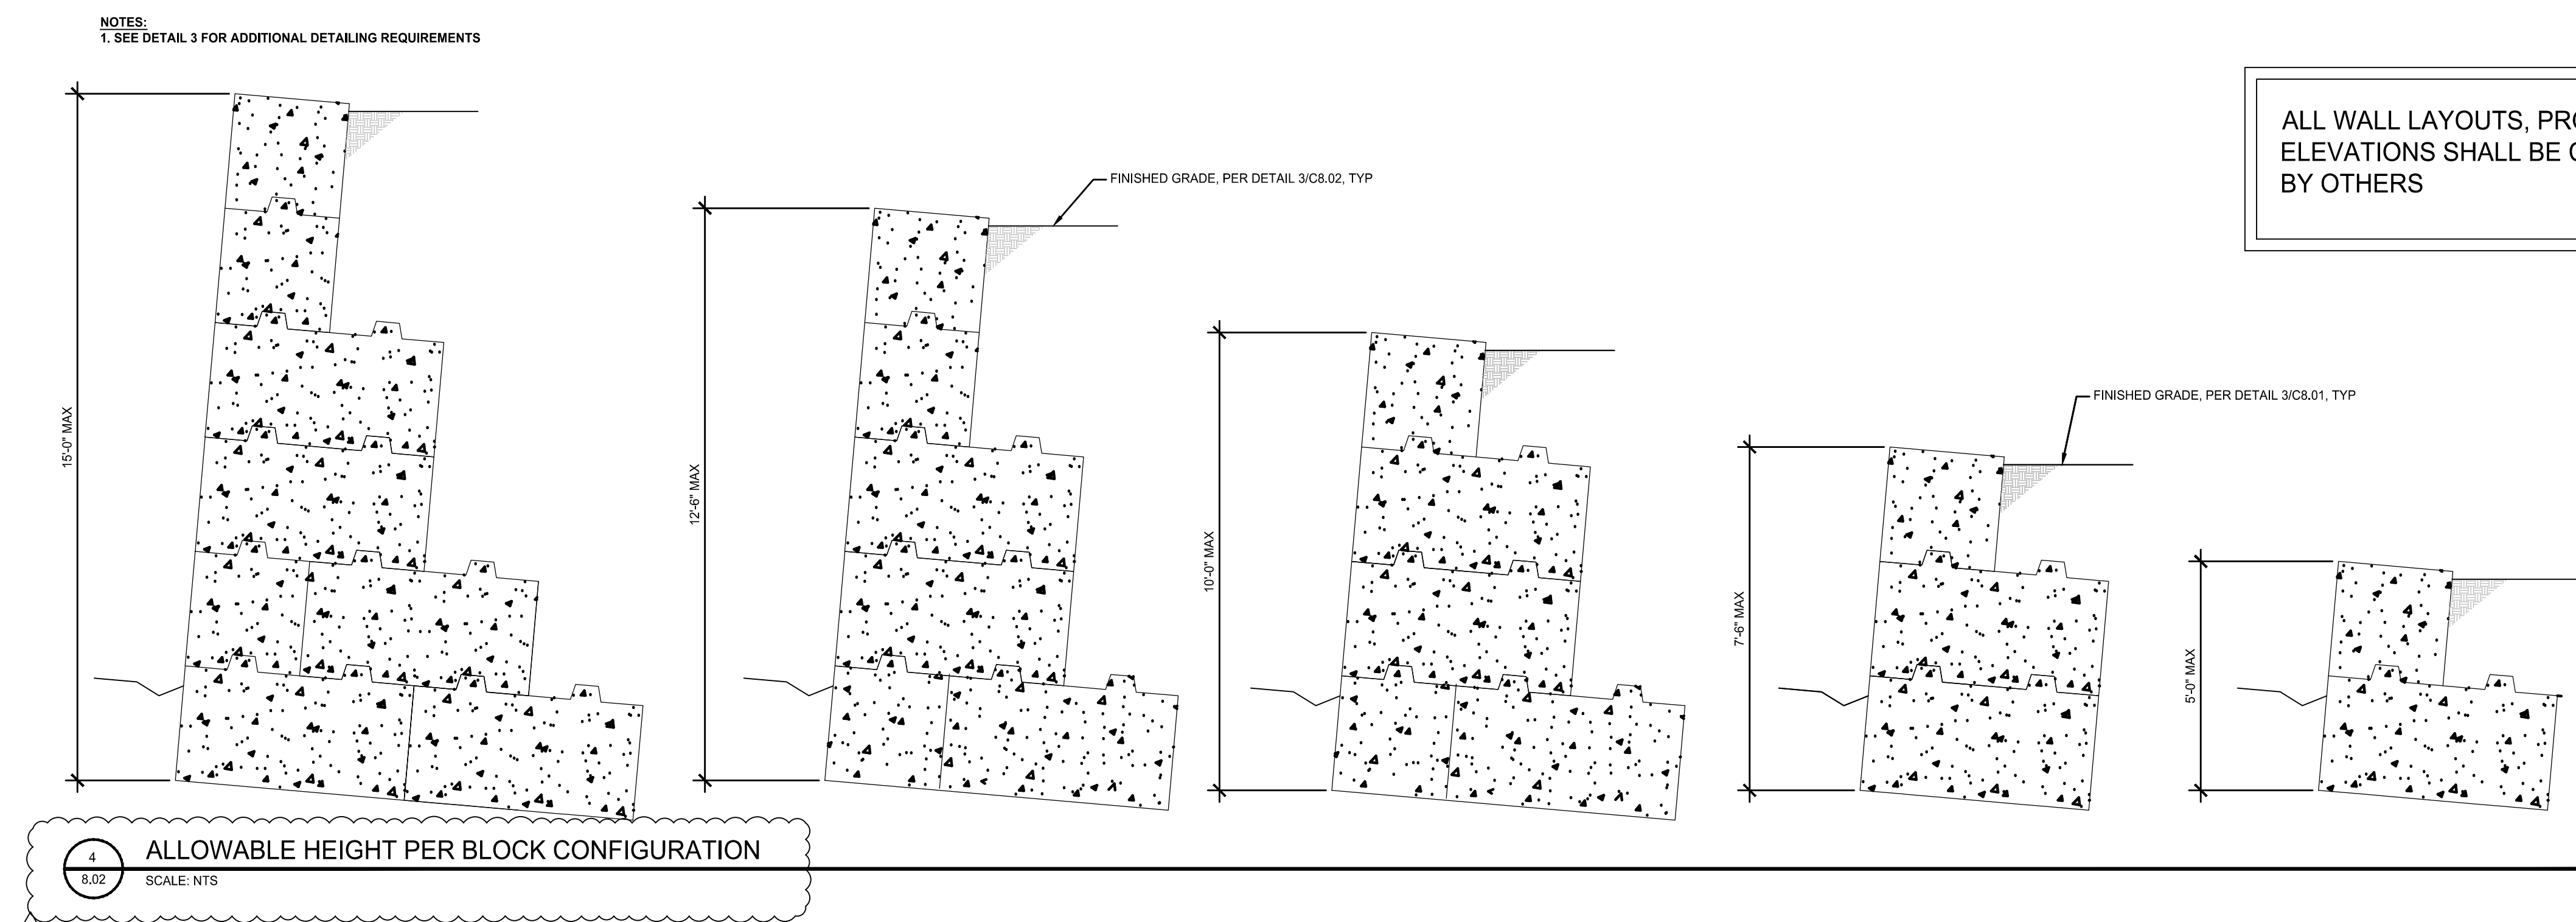 NOTES:
1. SEE DETAIL 3 FOR ADDITIONAL DETAILING REQUIREMENTS
ALL WALL LAYOUTS,
ELEVATIONS SHALL BE
BY OTHERS
15'-0" MAX
12'-6" MAX
FINISHED GRADE, PER DETAIL 3/C8.02, TYP
10'-0" MAX
7'-6" MAX
FINISHED GRADE, PER DETAIL 3/C8.01, TYP
5'-0" MAX
4
8.02
ALLOWABLE HEIGHT PER BLOCK CONFIGURATION
SCALE: NTS